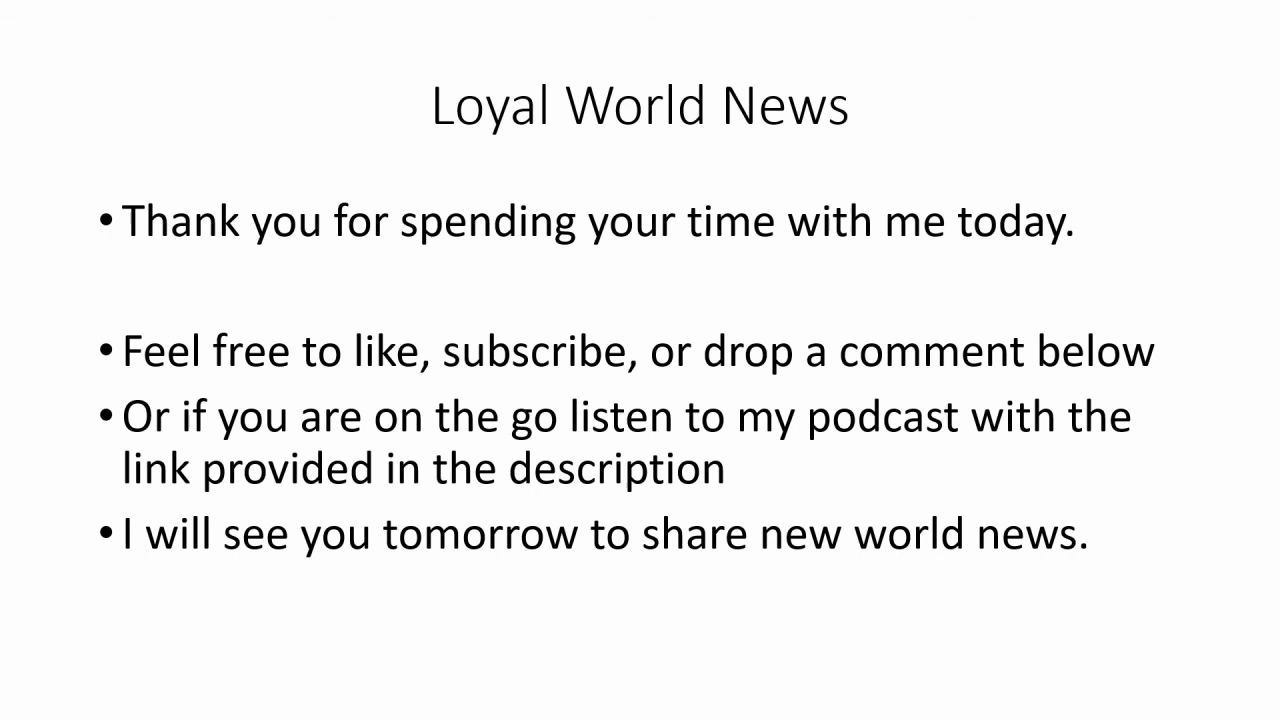 Loyal World News
• Thank you for spending your time with me today.
• Feel free to like, subscribe, or drop a comment below
• Or if you are on the go listen to my podcast with the
link provided in the description
• I will see you tomorrow to share new world news.